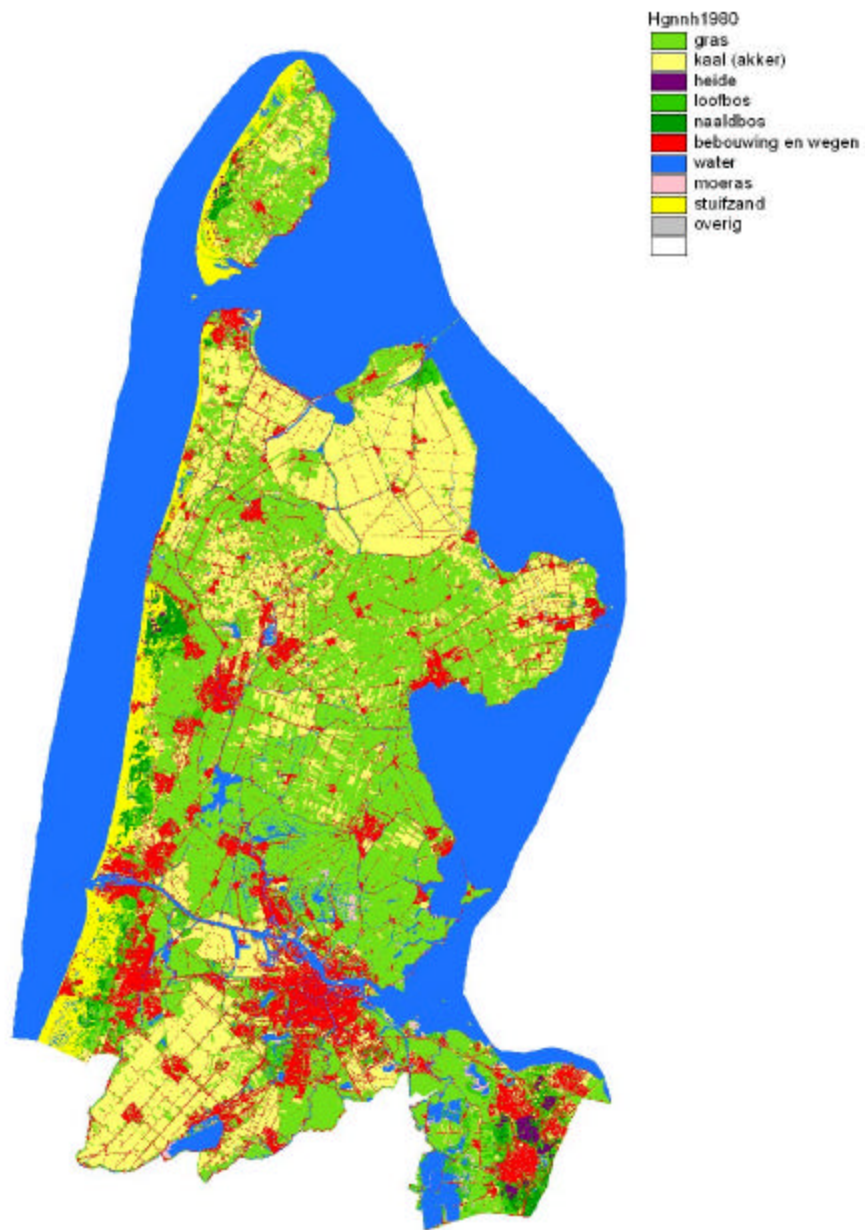 Hgnnh1980
gras
kaal (akker)
heide
loofbos
naaldbos
bebouwing en wegen
water
moeras
stuifzand
overig